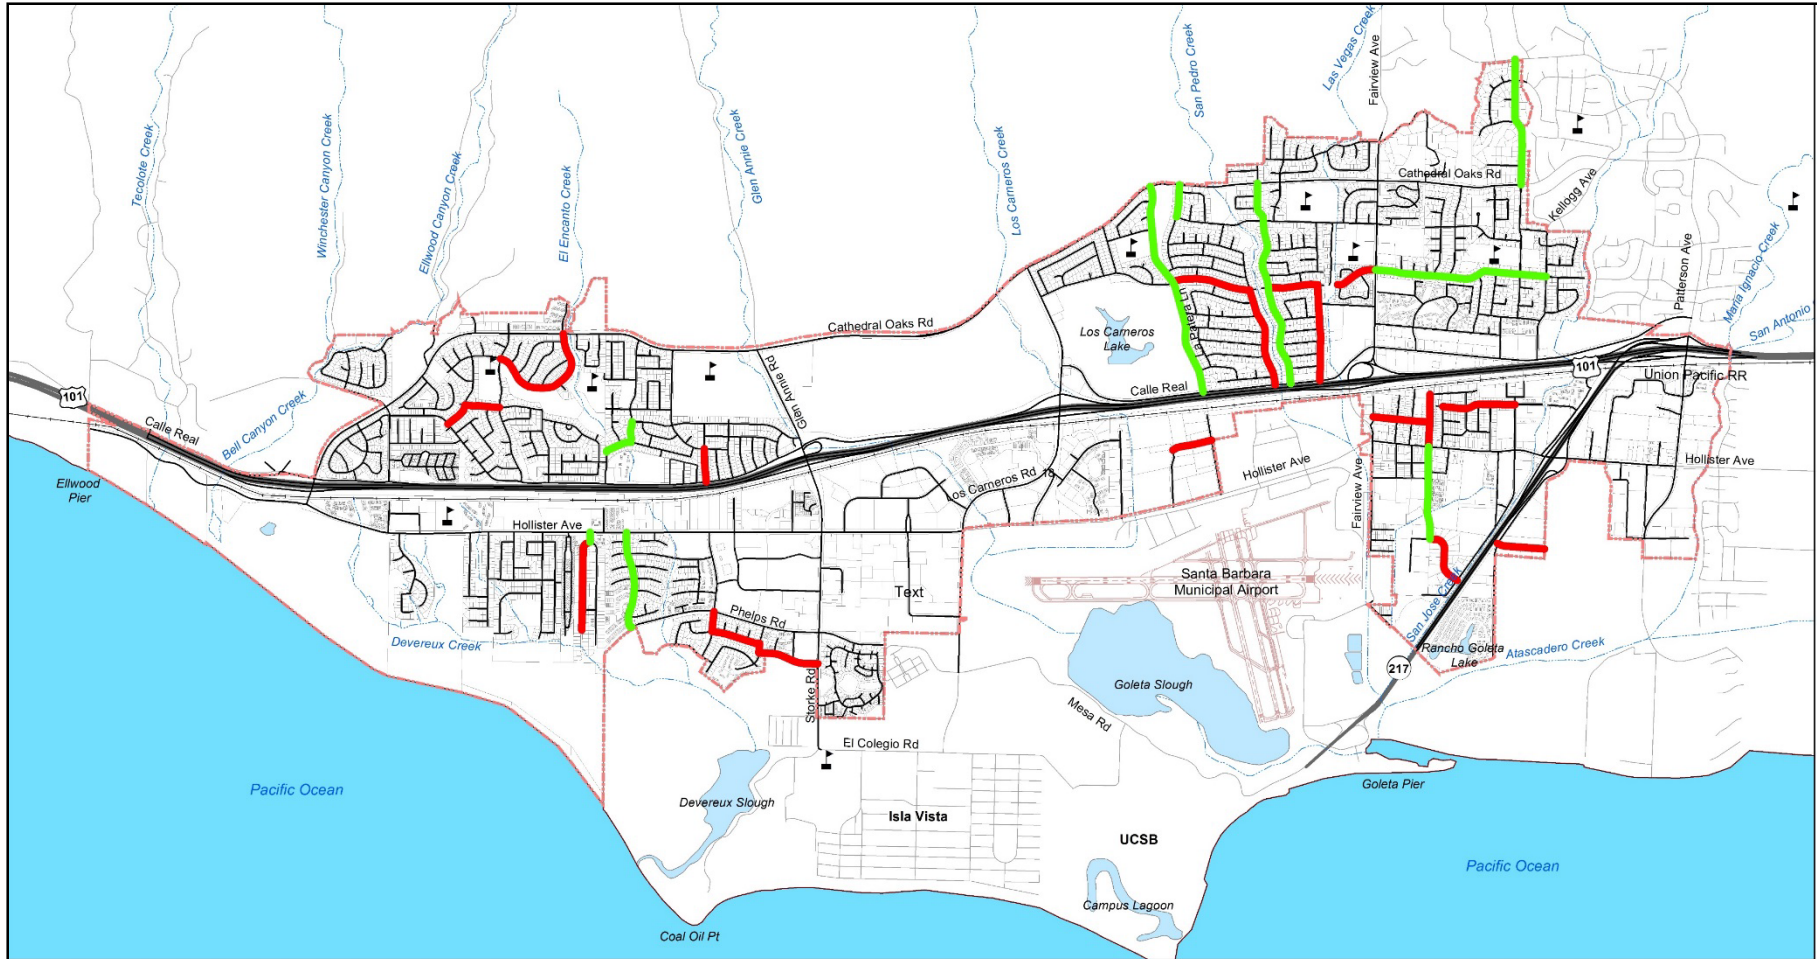 Tecolote Creek
Winchester Canyon Creek
Ellwood Canyon Creek
El Encanto Creek
Glen Annie Creek
Los Carneros Creek
San Pedro Creek
Las Vegas Creek
Fairview Ave
Cathedral Oaks Rd
Kellogg Ave
Patterson Ave
Maria Ignacio Creek
San Antonio
Cathedral Oaks Rd
Los Carneros
Lake
La Patera Ln
Glen Annie Rd
Calle Real
101
Union Pacific RR
101
Calle Real
Bell Canyon Creek
Ellwood
Pier
Los Carneros Rd
18
Hollister Ave
Fairview Ave
Hollister Ave
Hollister Ave
Text
Santa Barbara
Municipal Airport
Phelps Rd
Devereux Creek
San Jose Creek
Rancho Goleta
Lake
Atascadero Creek
217
Storke Rd
Goleta Slough
Mesa Rd
El Colegio Rd
Goleta Pier
Pacific Ocean
Devereux Slough
Isla Vista
UCSB
Pacific Ocean
Campus Lagoon
Coal Oil Pt